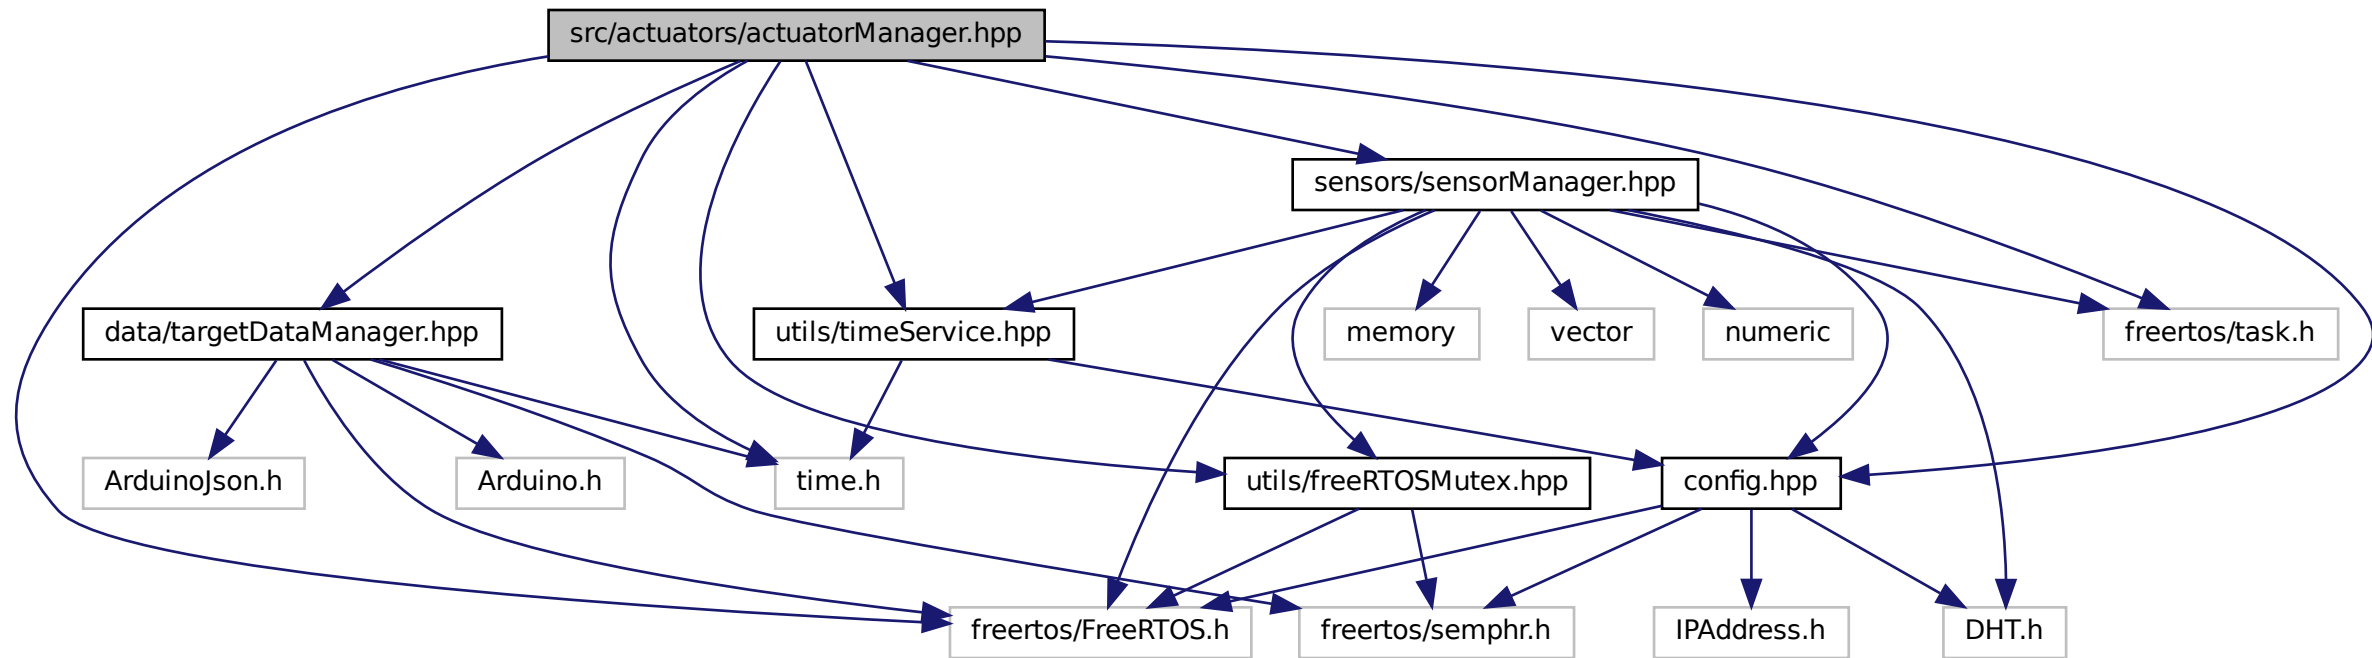 src/actuators/actuatorManager.hpp
sensors/sensorManager.hpp
data/targetDataManager.hpp
utils/timeService.hpp
memory
vector
numeric
freertos/task.h
ArduinoJson.h
Arduino.h
time.h
utils/freeRTOSMutex.hpp
config.hpp
freertos/FreeRTOS.h
freertos/semphr.h
IPAddress.h
DHT.h